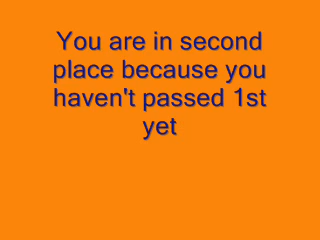 You are in second
place because you
haven't passed 1st
yet